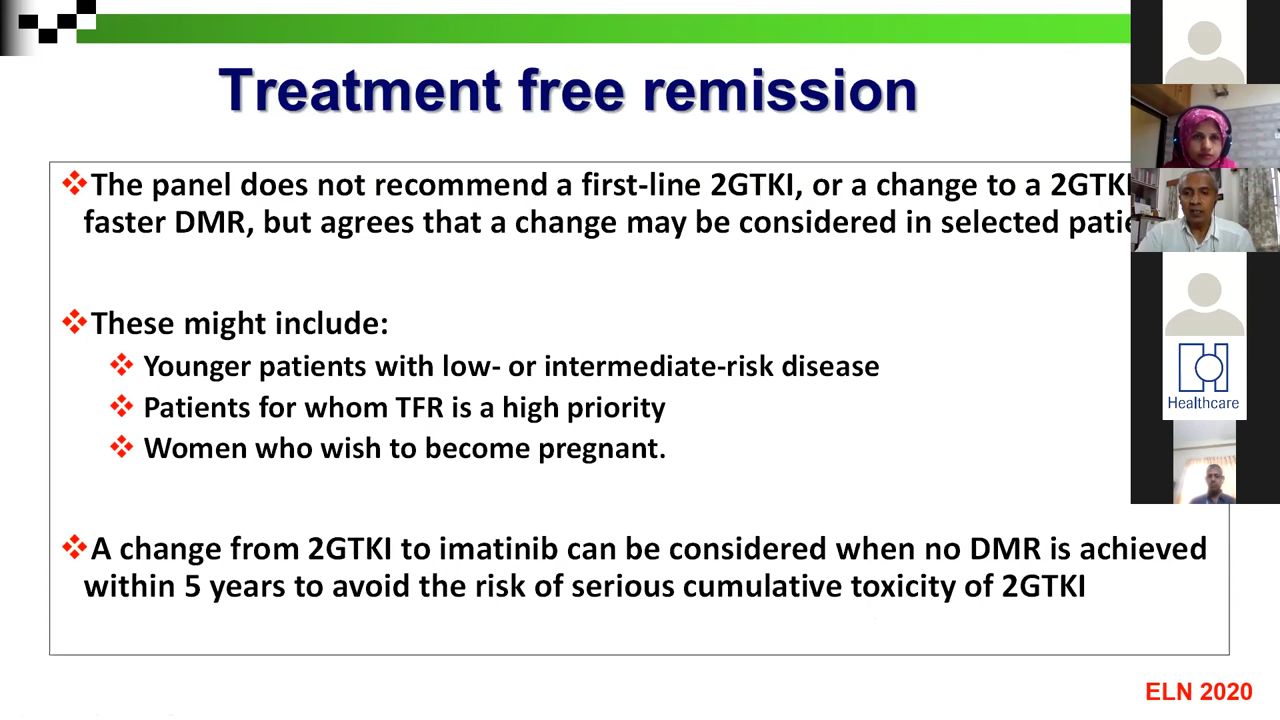 Treatment free remission
The panel does not recommend a first-line 2GTKI, or a change to a 2GTKI
faster DMR, but agrees that a change may be considered in selected
These might include:
Younger patients with low- or intermediate-risk disease
Patients for whom TFR is a high priority
Women who wish to become pregnant.
Healthcare
A change from 2GTKI to imatinib can be considered when no DMR is achieved
within 5 years to avoid the risk of serious cumulative toxicity of 2GTKI
ELN 2020